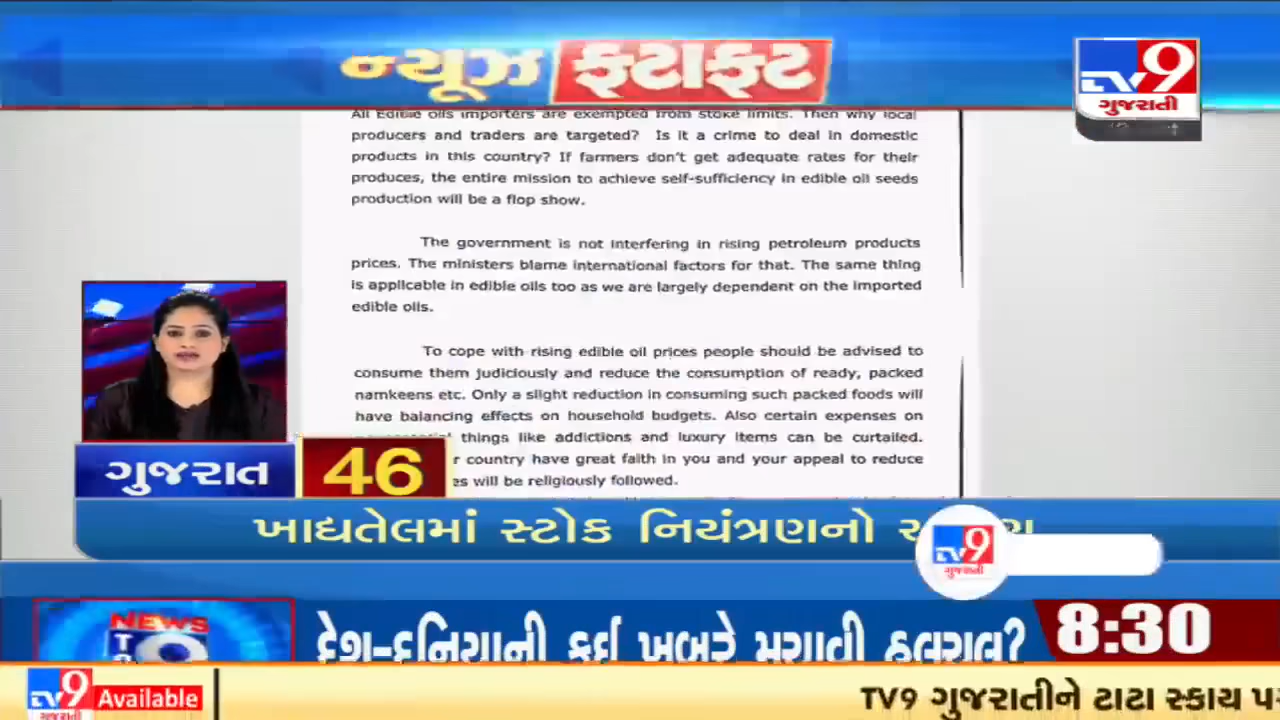 ન્યૂઝ ફટાફટ
TV9
ગુજરાતી
All Edible oils importers are exempted from stoke limits. Then why local
producers and traders are targeted? Is it a crime to deal in domestic
products in this country? If farmers don't get adequate rates for their
produces, the entire mission to achieve self-sufficiency in edible oil seeds
production will be a flop show.
The government is not interfering in rising petroleum products
prices. The ministers blame international factors for that. The same thing
is applicable in edible oils too as we are largely dependent on the imported
edible oils.
To cope with rising edible oil prices people should be advised to
consume them judiciously and reduce the consumption of ready, packed
namkeens etc. Only a slight reduction in consuming such packed foods will
have balancing effects on household budgets. Also certain expenses on
things like addictions and luxury items can be curtailed.
country have great faith in you and your appeal to reduce
will be religiously followed.
ગુજરાત 46
ખાદ્યતેલમાં સ્ટોક નિયંત્રણનો
TV9
ગુજરાતી
NEWS
દેશ-દુનિયાની કઈ ખબરે મચાવી હલચલ?
8:30
TV9 Available
ગુજરાતી
TV9 ગુજરાતીને ટાટા સ્કાય